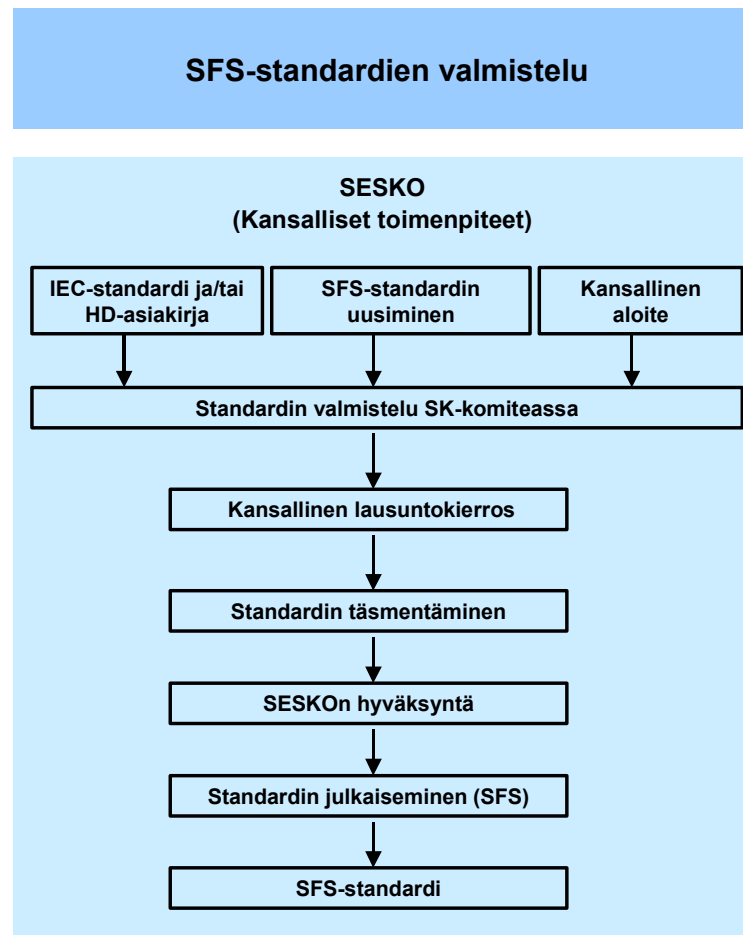 SFS-standardien valmistelu
SESKO
(Kansalliset toimenpiteet)
IEC-standardi ja/tai
HD-asiakirja
SFS-standardin
uusiminen
Kansallinen
aloite
Standardin valmistelu SK-komiteassa
Kansallinen lausuntokierros
Standardin täsmentäminen
SESKOn hyväksyntä
Standardin julkaiseminen (SFS)
SFS-standardi